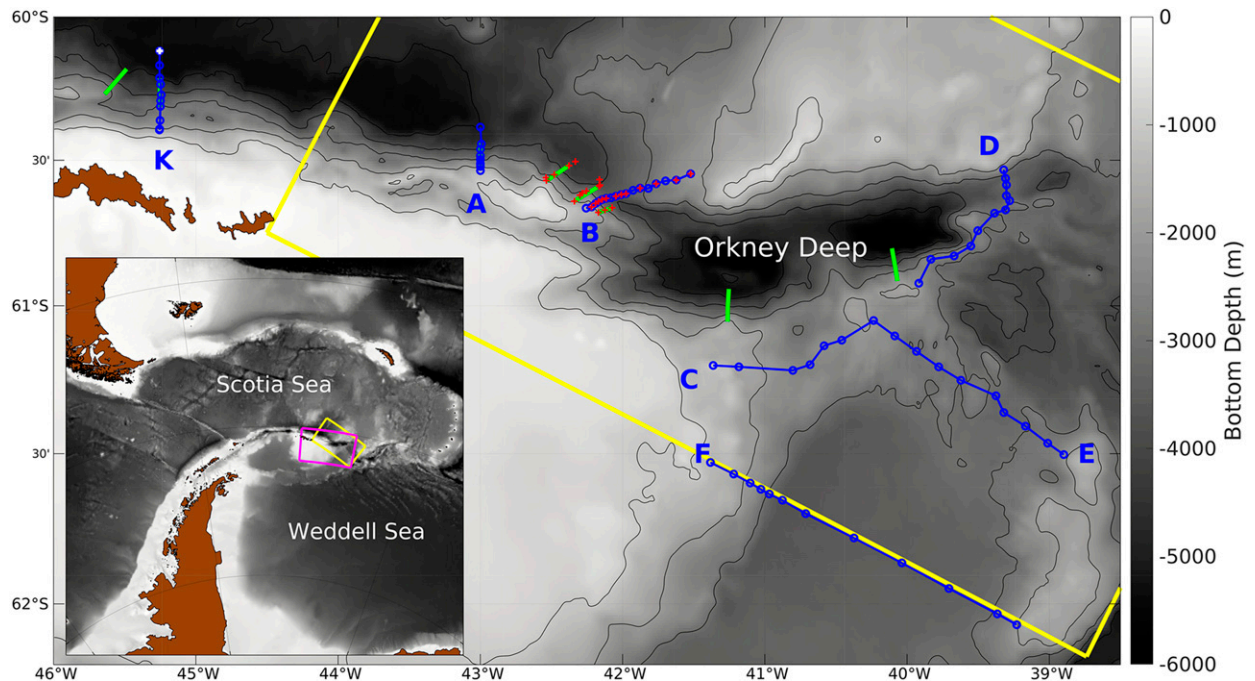 60°S
30'
61°S
30'
62°S
46°W
45°W
44°W
43°W
42°W
41°W
40°W
39°W
K
A
B
D
Orkney Deep
C
F
E
Scotia Sea
Weddell Sea
0
-1000
-2000
-3000
-4000
-5000
-6000
Bottom Depth (m)